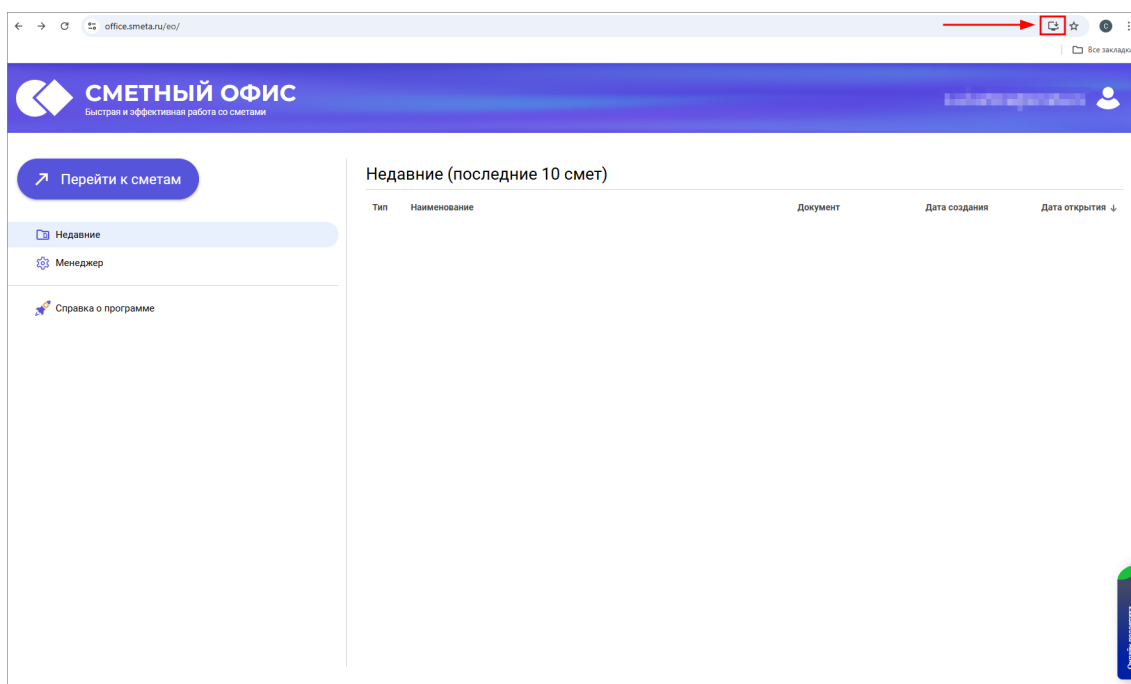 office.smeta.ru/eo/
C
Все закладки
СМЕТНЫЙ ОФИС
Быстрая и эффективная работа со сметами
Перейти к сметам
Недавние
Менеджер
Справка о программе
Недавние (последние 10 смет)
Тип Наименование Документ Дата создания Дата открытия